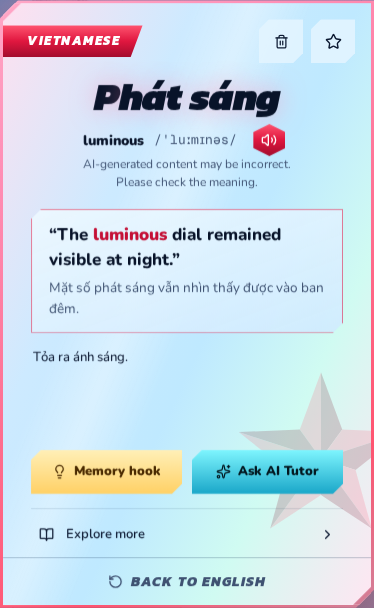 VIETNAMESE
Phát sáng
luminous /ˈluːmɪnəs/
AI-generated content may be incorrect.
Please check the meaning.
“The luminous dial remained
visible at night.”
Mặt số phát sáng vẫn nhìn thấy được vào ban
đêm.
Tỏa ra ánh sáng.
Memory hook
Ask AI Tutor
Explore more
BACK TO ENGLISH